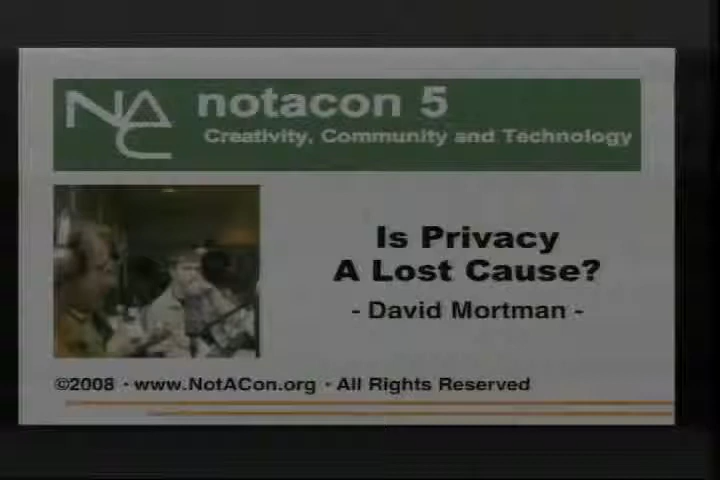 NAC
notacon 5
Creativity, Community and Technology
Is Privacy
A Lost Cause?
- David Mortman -
©2008 · www.NotACon.org · All Rights Reserved